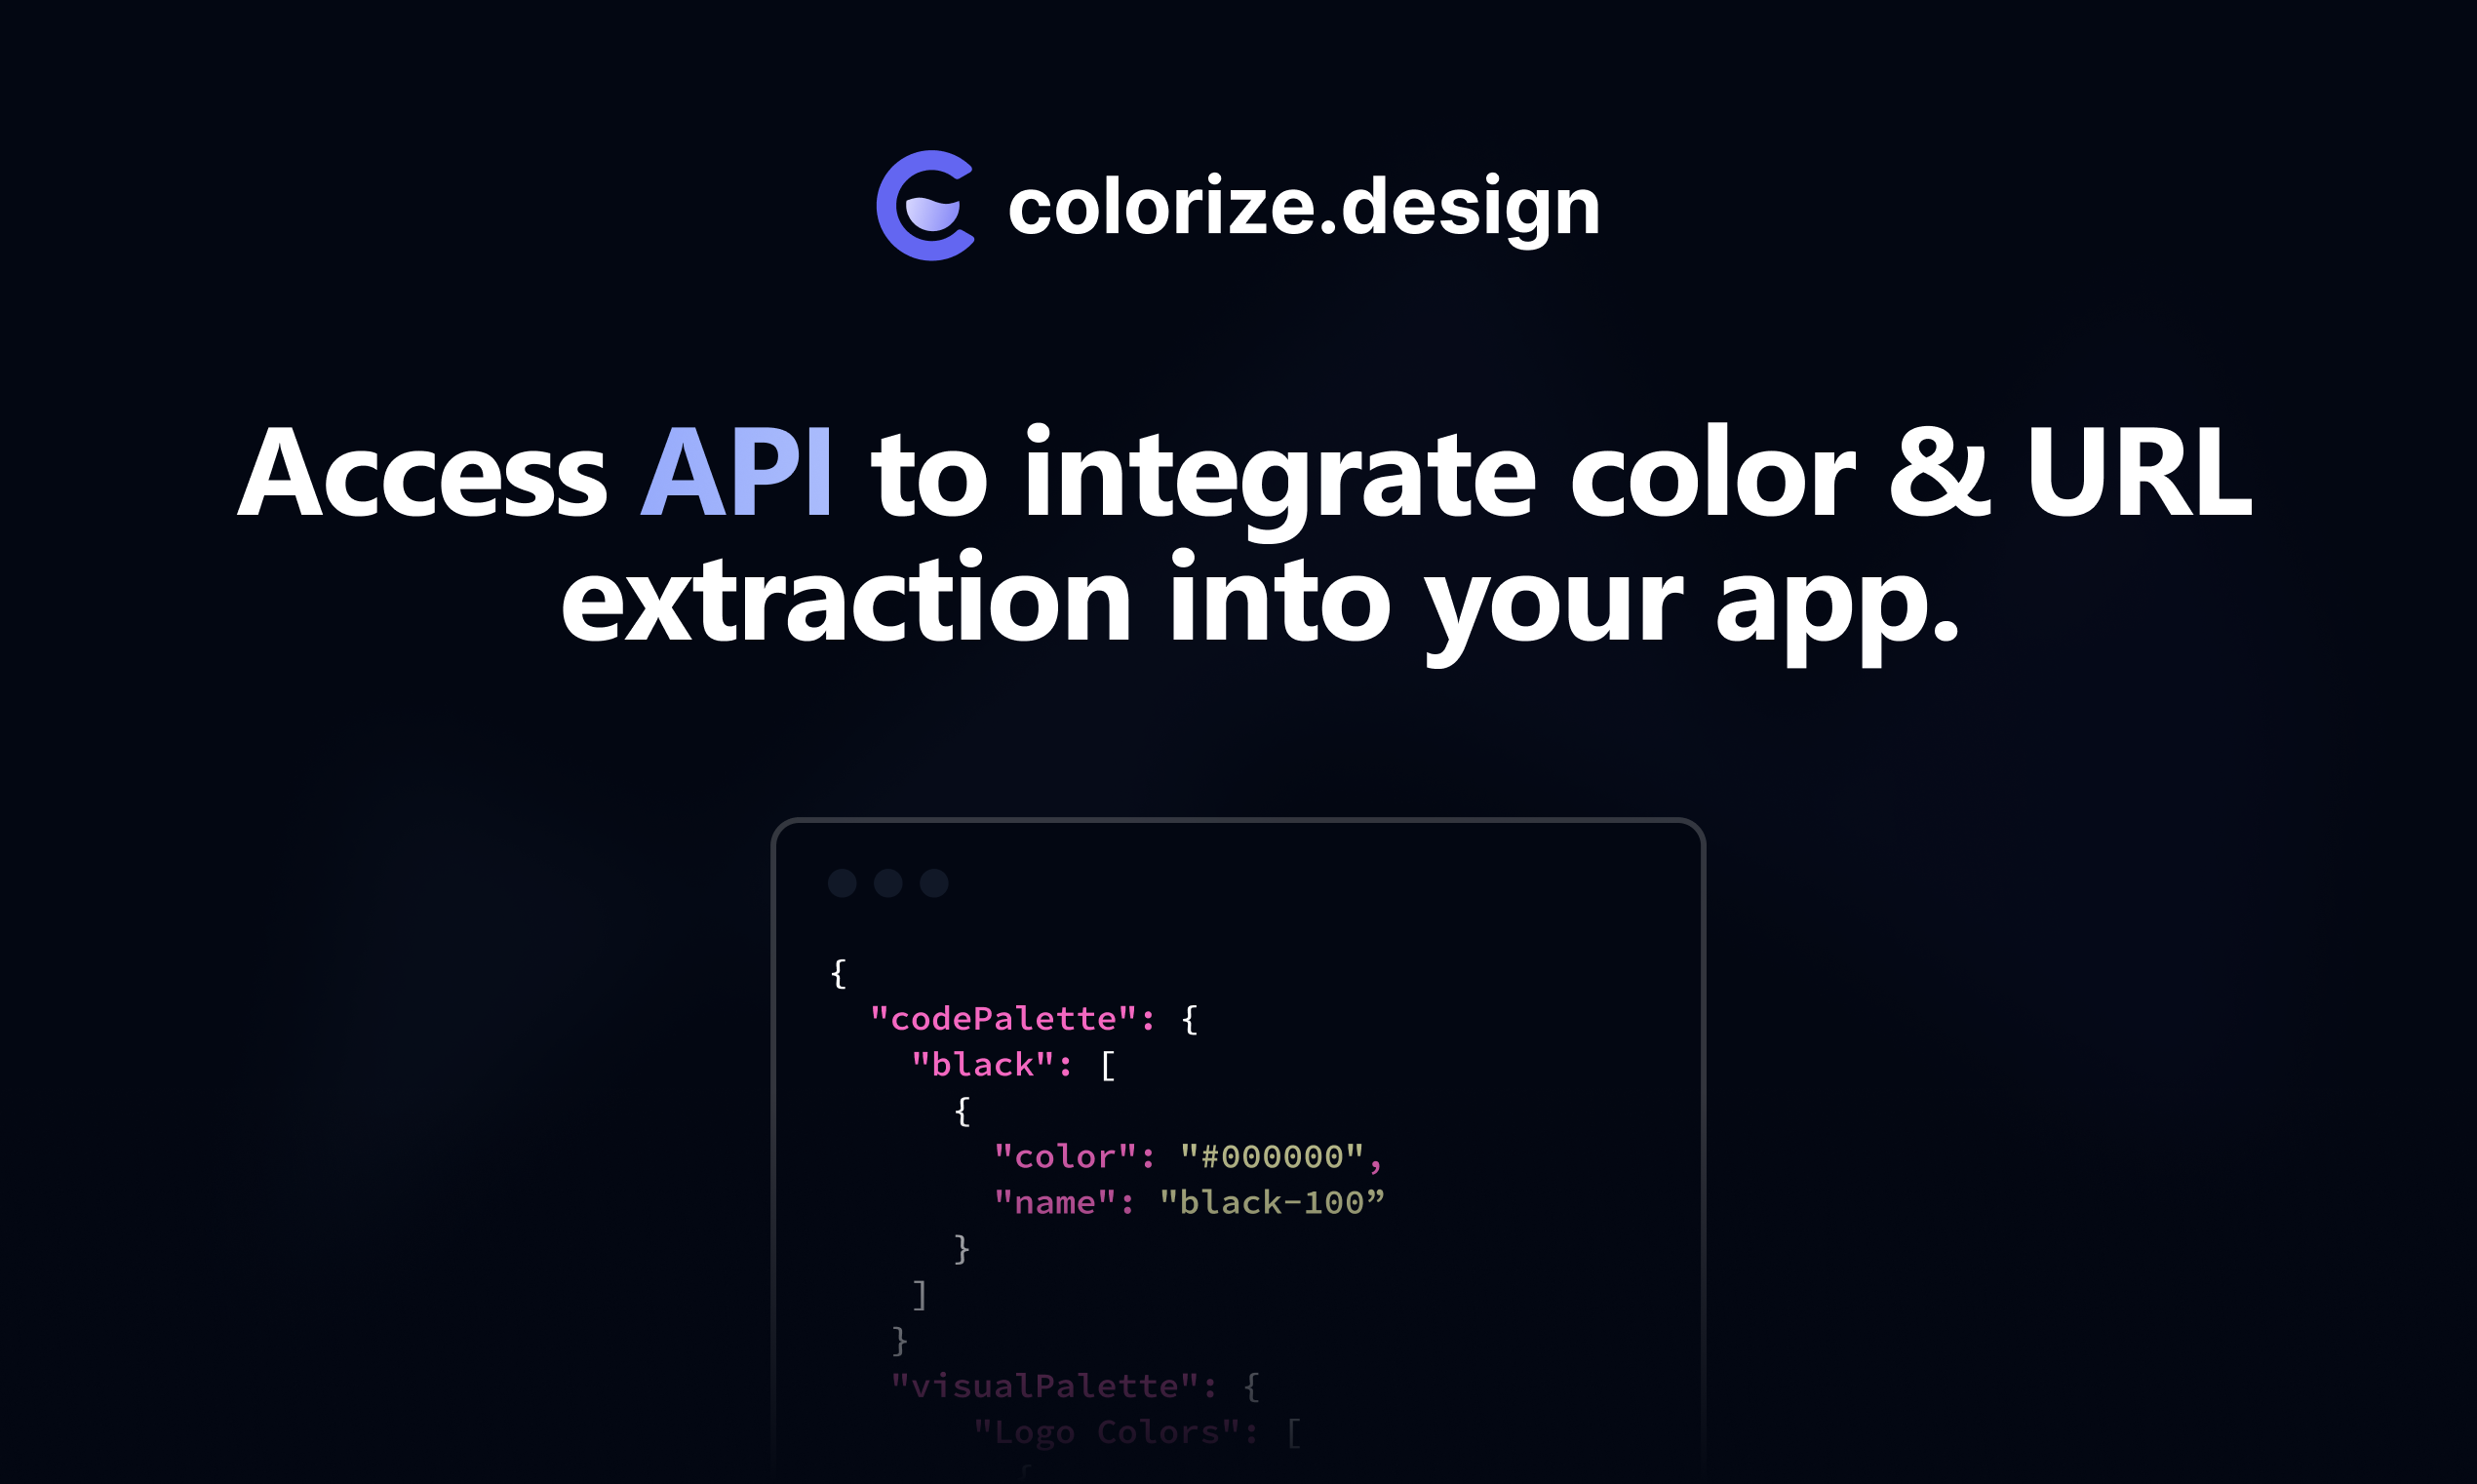 colorize.design
Access API to integrate color & URL
extraction into your app.
{
"codePalette": {
"black": [
{
"color": "#000000",
"name": "black-100”
}
]
}
"visualPalette": {
"Logo Colors": [
{